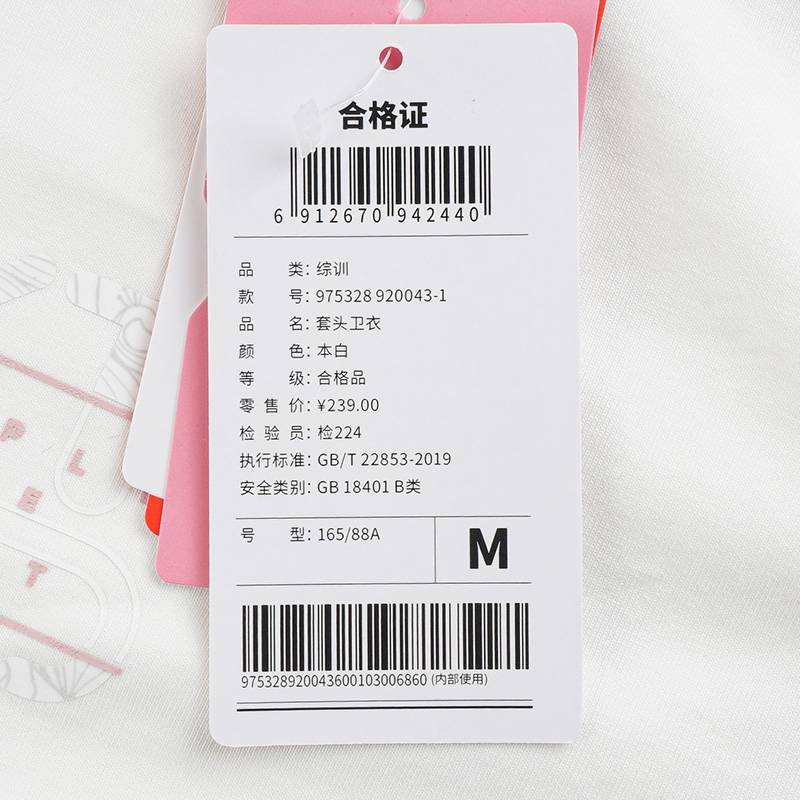 合格证
6 912670 942440
品 类: 综训
款 号: 975328 920043-1
品 名: 套头卫衣
颜 色: 本白
等 级: 合格品
零 售 价: ¥239.00
检 验 员: 检224
执行标准: GB/T 22853-2019
安全类别: GB 18401 B类
号 型: 165/88A
M
975328920043600103006860 (内部使用)
P L
E T
T